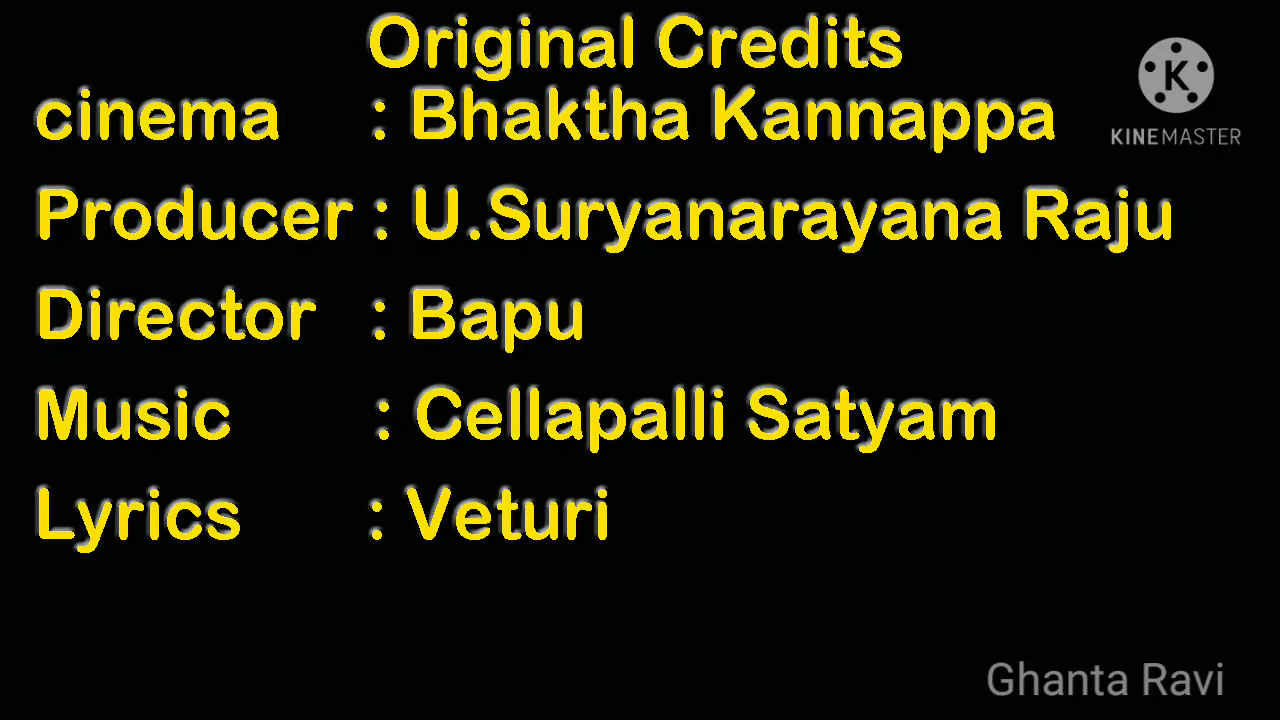 Original Credits
cinema : Bhaktha Kannappa
K
KINEMASTER
Producer : U.Suryanarayana Raju
Director : Bapu
Music : Cellapalli Satyam
Lyrics : Veturi
Ghanta Ravi